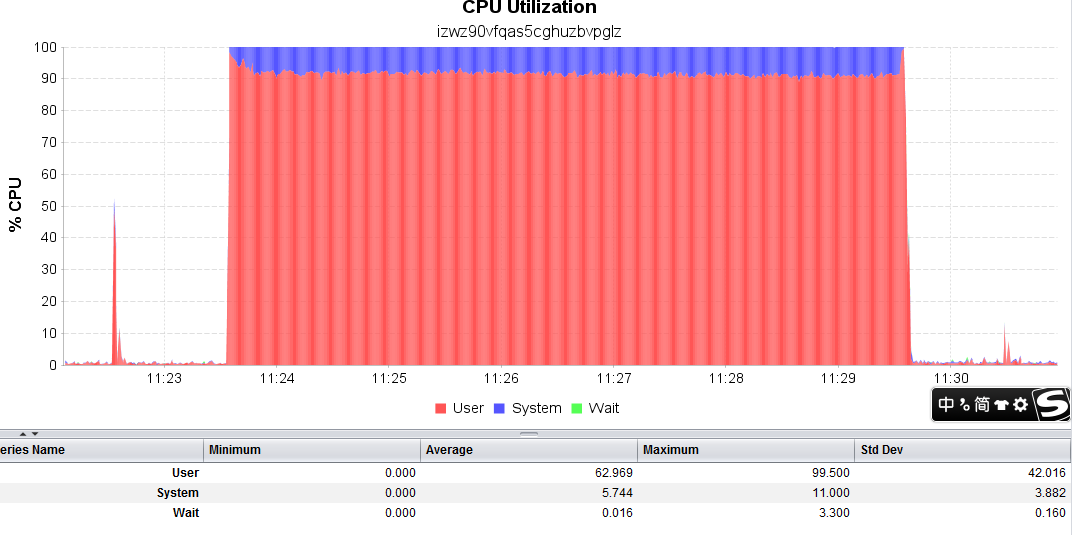 CPU Utilization
izwz90vfqas5cghuzbvpglz
% CPU
100
90
80
70
60
50
40
30
20
10
0
11:23 11:24 11:25 11:26 11:27 11:28 11:29 11:30
User System Wait
中 简 S
eries Name Minimum Average Maximum Std Dev
User 0.000 62.969 99.500 42.016
System 0.000 5.744 11.000 3.882
Wait 0.000 0.016 3.300 0.160